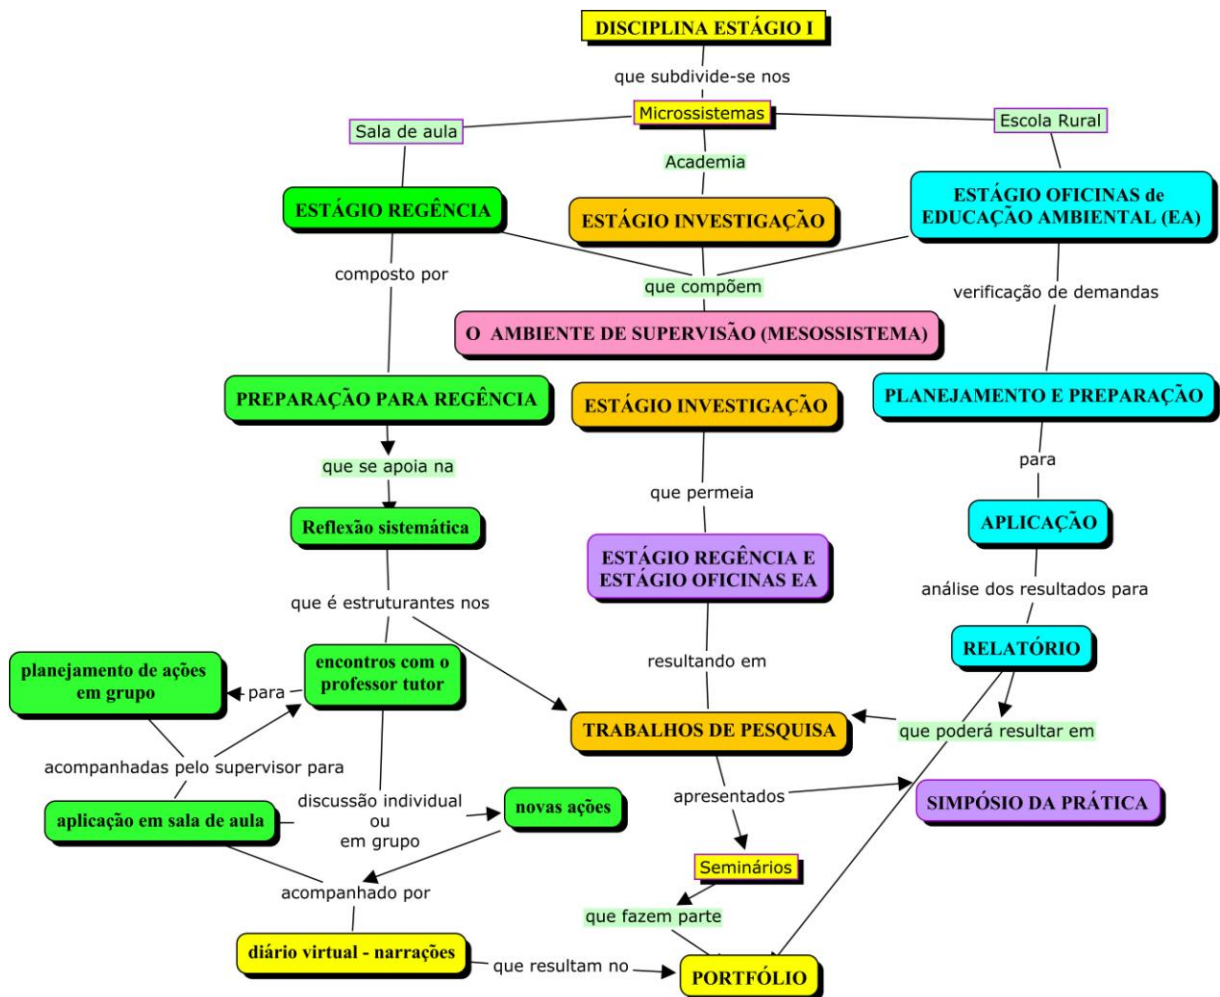 DISCIPLINA ESTÁGIO I
que subdivide-se nos
Microssistemas
Sala de aula
Escola Rural
Academia
ESTÁGIO REGÊNCIA
ESTÁGIO INVESTIGAÇÃO
ESTÁGIO OFICINAS de
EDUCAÇÃO AMBIENTAL (EA)
composto por
que compõem
verificação de demandas
O AMBIENTE DE SUPERVISÃO (MESOSSISTEMA)
PREPARAÇÃO PARA REGÊNCIA
ESTÁGIO INVESTIGAÇÃO
PLANEJAMENTO E PREPARAÇÃO
que se apoia na
que permeia
para
Reflexão sistemática
ESTÁGIO REGÊNCIA E
ESTÁGIO OFICINAS EA
APLICAÇÃO
que é estruturantes nos
análise dos resultados para
planejamento de ações
em grupo
para
encontros com o
professor tutor
resultando em
RELATÓRIO
TRABALHOS DE PESQUISA
que poderá resultar em
acompanhadas pelo supervisor para
aplicação em sala de aula
discussão individual
ou
em grupo
novas ações
apresentados
SIMPÓSIO DA PRÁTICA
Seminários
acompanhado por
que fazem parte
diário virtual - narrações
que resultam no
PORTFÓLIO